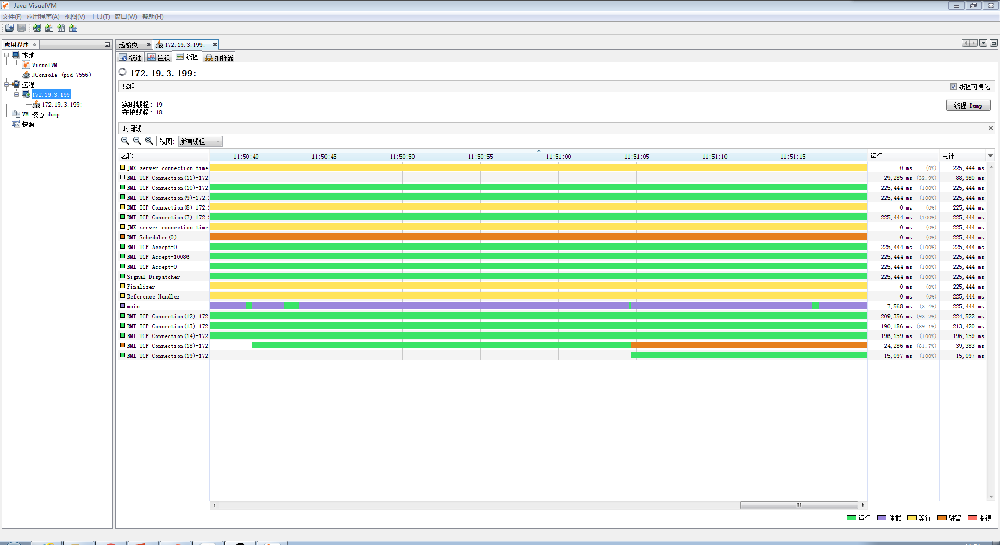 Java VisualVM
文件(F) 应用程序(A) 视图(V) 工具(T) 窗口(W) 帮助(H)
应用程序
本地
VisualVM
JConsole (pid 7556)
远程
172.19.3.199
172.19.3.199:
VM 核心 dump
快照
起始页 172.19.3.199:
概述 监视 线程 抽样器
172.19.3.199:
线程 线程可视化
实时线程: 19
守护线程: 18
线程 Dump
时间线
视图: 所有线程
名称 11:50:40 11:50:45 11:50:50 11:50:55 11:51:00 11:51:05 11:51:10 11:51:15 运行 总计
JMX server connection timeo 0 ms (0%) 225,444 ms
RMI TCP Connection(11)-172. 29,285 ms (32.9%) 88,980 ms
RMI TCP Connection(10)-172. 225,444 ms (100%) 225,444 ms
RMI TCP Connection(9)-172.2 225,444 ms (100%) 225,444 ms
RMI TCP Connection(8)-172.2 0 ms (0%) 225,444 ms
RMI TCP Connection(7)-172.2 225,444 ms (100%) 225,444 ms
JMX server connection timeo 0 ms (0%) 225,444 ms
RMI Scheduler(0) 0 ms (0%) 225,444 ms
RMI TCP Accept-0 225,444 ms (100%) 225,444 ms
RMI TCP Accept-10086 225,444 ms (100%) 225,444 ms
RMI TCP Accept-0 225,444 ms (100%) 225,444 ms
Signal Dispatcher 225,444 ms (100%) 225,444 ms
Finalizer 0 ms (0%) 225,444 ms
Reference Handler 0 ms (0%) 225,444 ms
main 7,568 ms (3.4%) 225,444 ms
RMI TCP Connection(12)-172. 209,356 ms (93.2%) 224,522 ms
RMI TCP Connection(13)-172. 190,186 ms (89.1%) 213,420 ms
RMI TCP Connection(14)-172. 196,159 ms (100%) 196,159 ms
RMI TCP Connection(18)-172. 24,286 ms (61.7%) 39,383 ms
RMI TCP Connection(19)-172. 15,097 ms (100%) 15,097 ms
运行 休眠 等待 驻留 监视